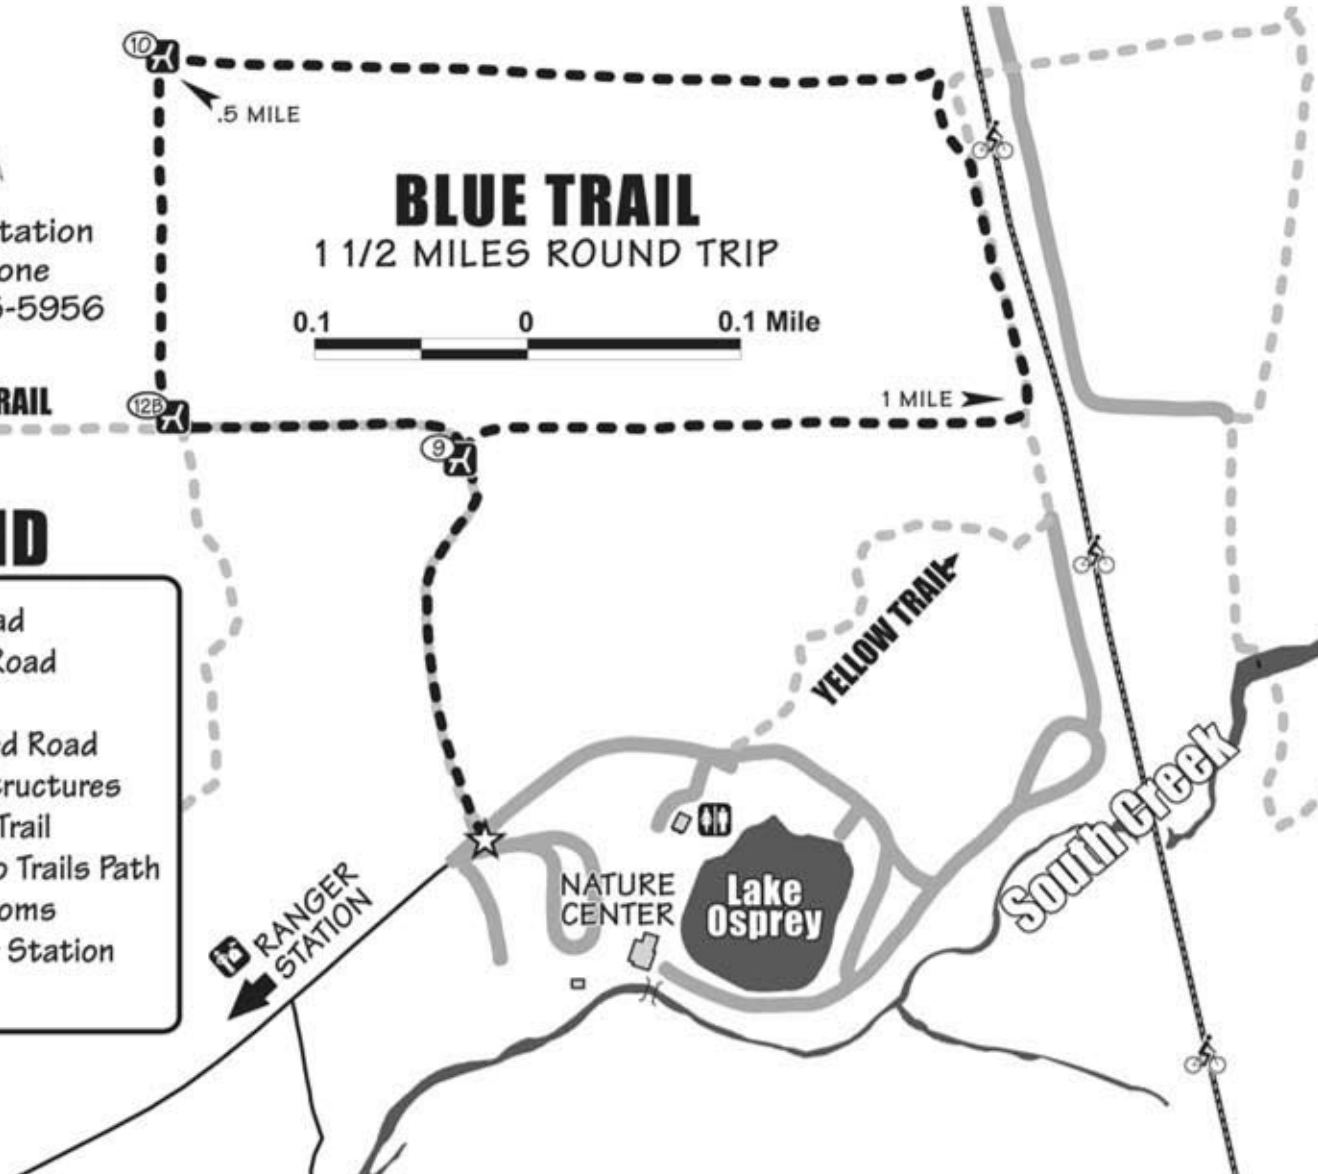 10
.5 MILE
BLUE TRAIL
1 1/2 MILES ROUND TRIP
tation
one
-5956
0.1 0 0.1 Mile
RAIL
12B
1 MILE
9
ND
ad
Road
d Road
tructures
Trail
o Trails Path
oms
Station
YELLOW TRAIL
South Creek
NATURE
CENTER
Lake
Osprey
RANGER
STATION